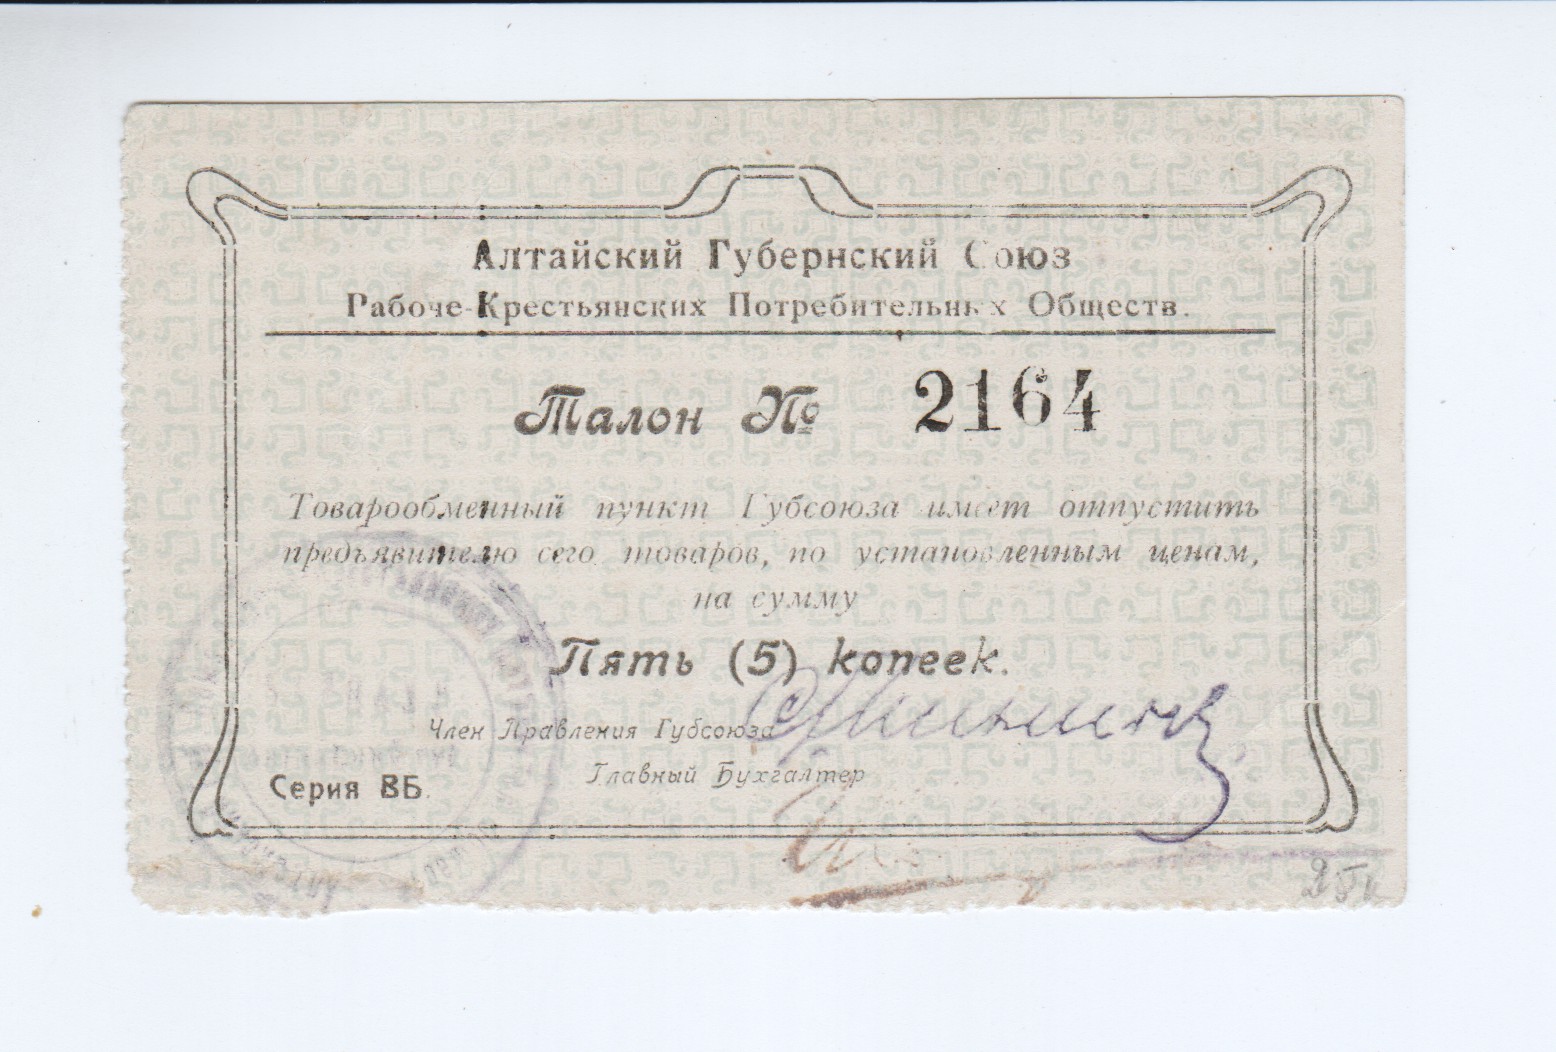 Алтайский Губернский Союз
Рабоче-Крестьянских Потребительных Обществ.
Талон № 2164
Товарообменный пункт Губсоюза имеет отпустить
предъявителю сего товаров, по установленным ценам,
на сумму
Пять (5) копеек.
Член Правления Губсоюза
Главный Бухгалтер
Серия ВБ.